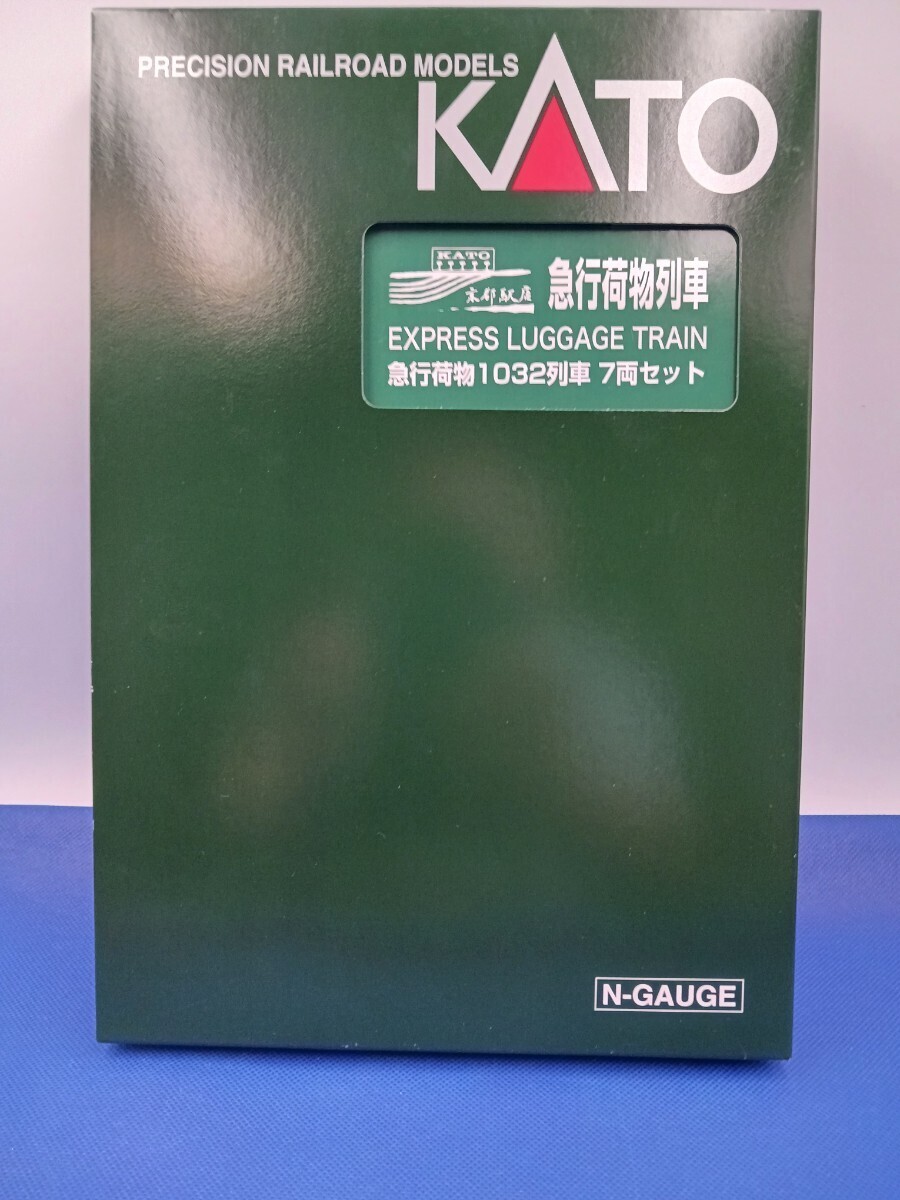 PRECISION RAILROAD MODELS
KATO
KATO
京都駅店
急行荷物列車
EXPRESS LUGGAGE TRAIN
急行荷物1032列車 7両セット
N-GAUGE